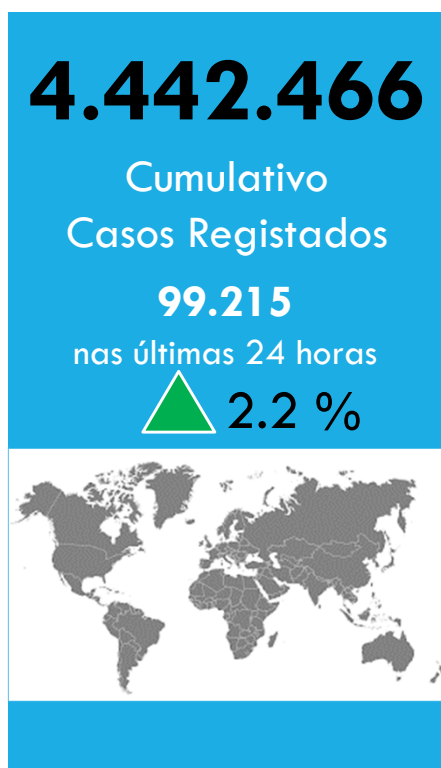 4.442.466
Cumulativo
Casos Registados
99.215
nas últimas 24 horas
2.2 %